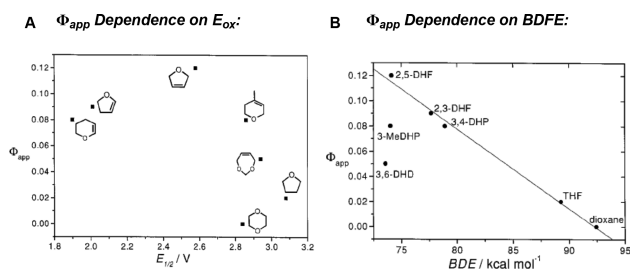 A Φapp Dependence on Eox:
B Φapp Dependence on BDFE:
0.12
0.10
0.08
0.06
0.04
0.02
0.00
Φapp
1.8 2.0 2.2 2.4 2.6 2.8 3.0 3.2
E1/2 / V
O
O
O
O
O O
O
O
O
0.12
0.10
0.08
0.06
0.04
0.02
0.00
Φapp
2,5-DHF
2,3-DHF
3-MeDHP
3,4-DHP
3,6-DHD
THF
dioxane
75 80 85 90 95
BDE / kcal mol⁻¹